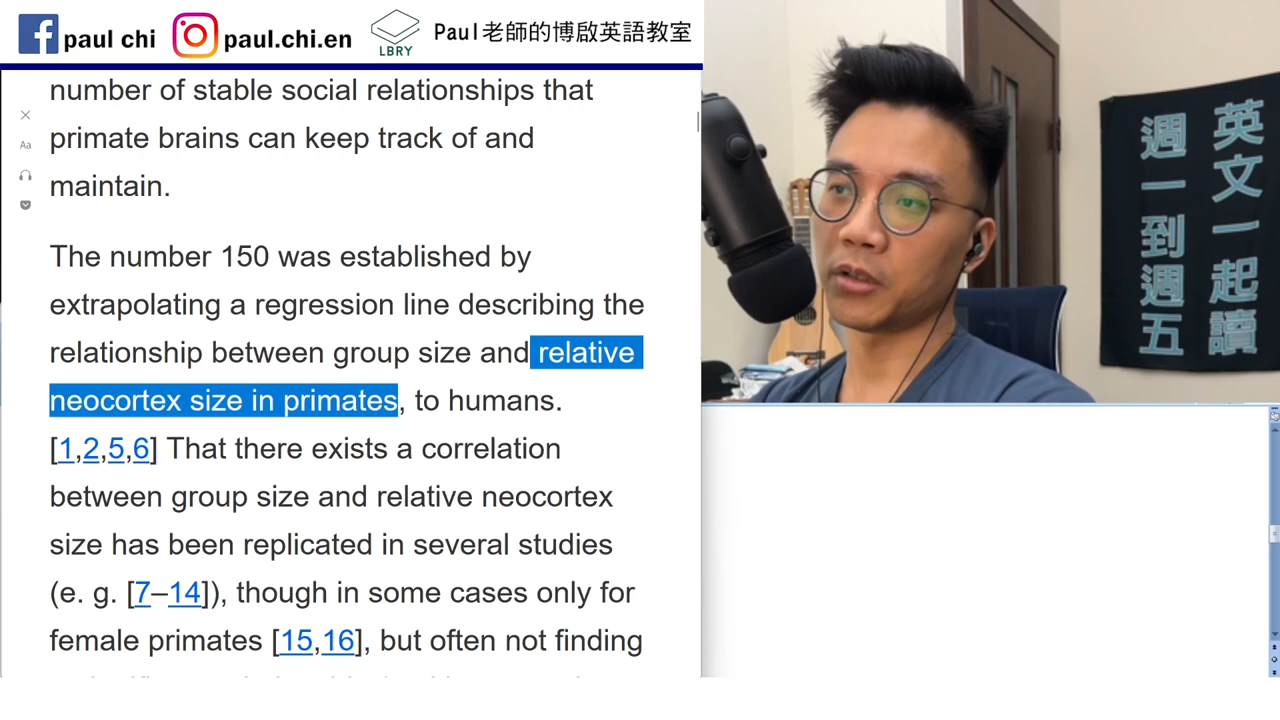 paul chi
paul.chi.en
LBRY
Paul老師的博啟英語教室
number of stable social relationships that
primate brains can keep track of and
maintain.
Aa
The number 150 was established by
extrapolating a regression line describing the
relationship between group size and relative
neocortex size in primates, to humans.
[1,2,5,6] That there exists a correlation
between group size and relative neocortex
size has been replicated in several studies
(e. g. [7–14]), though in some cases only for
female primates [15,16], but often not finding
英文一起讀
週一到週五